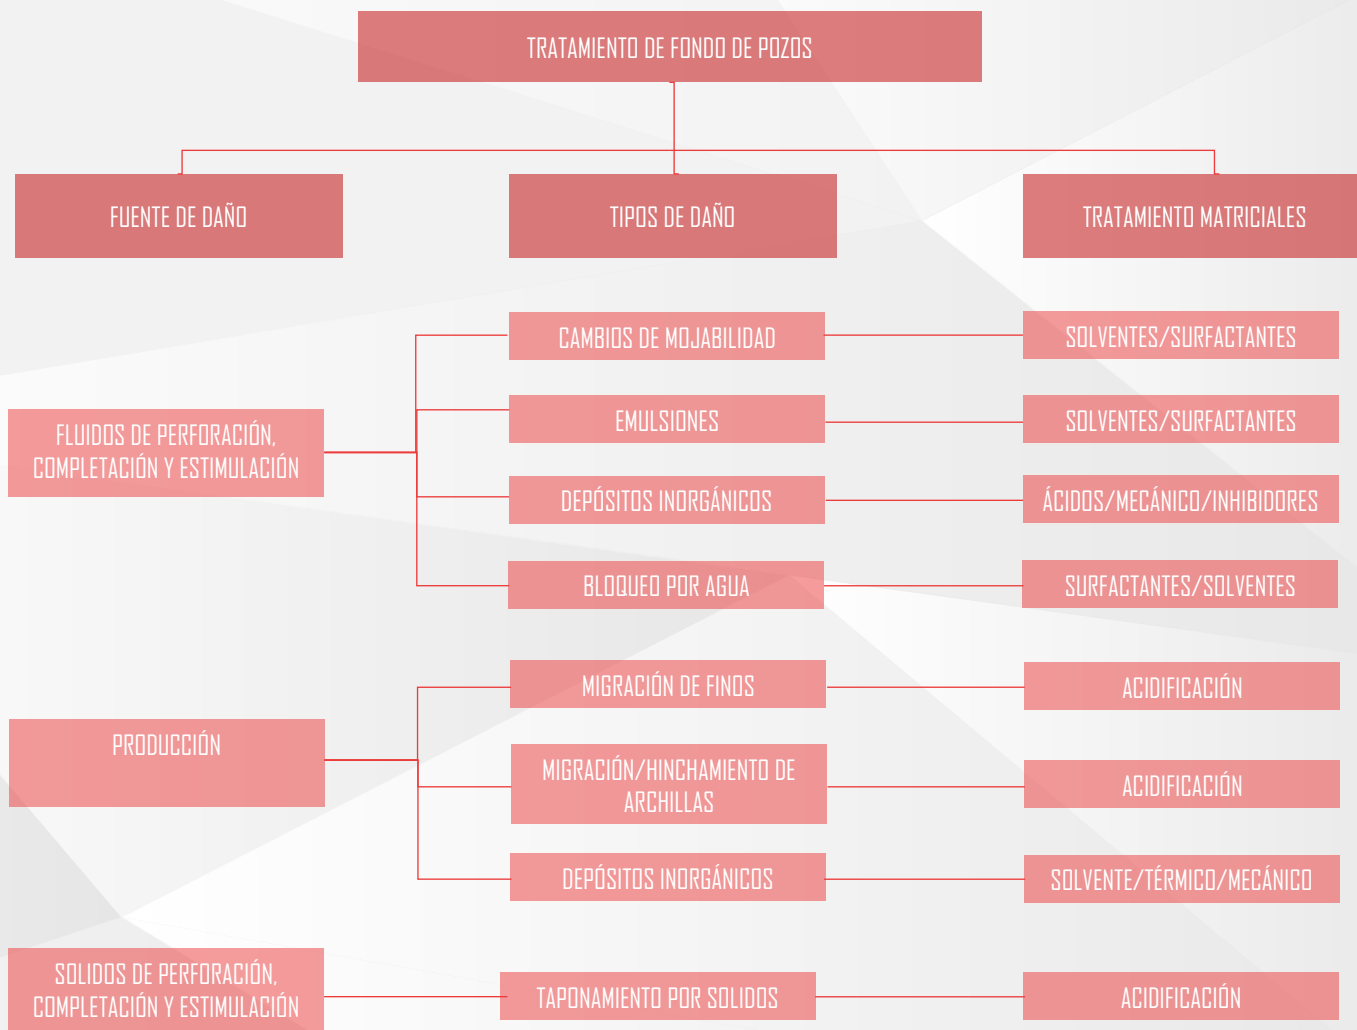 TRATAMIENTO DE FONDO DE POZOS
FUENTE DE DAÑO
TIPOS DE DAÑO
TRATAMIENTO MATRICIALES
FLUIDOS DE PERFORACIÓN,
COMPLETACIÓN Y ESTIMULACIÓN
CAMBIOS DE MOJABILIDAD
SOLVENTES/SURFACTANTES
EMULSIONES
SOLVENTES/SURFACTANTES
DEPÓSITOS INORGÁNICOS
ÁCIDOS/MECÁNICO/INHIBIDORES
BLOQUEO POR AGUA
SURFACTANTES/SOLVENTES
PRODUCCIÓN
MIGRACIÓN DE FINOS
ACIDIFICACIÓN
MIGRACIÓN/HINCHAMIENTO DE
ARCHILLAS
ACIDIFICACIÓN
DEPÓSITOS INORGÁNICOS
SOLVENTE/TÉRMICO/MECÁNICO
SOLIDOS DE PERFORACIÓN,
COMPLETACIÓN Y ESTIMULACIÓN
TAPONAMIENTO POR SOLIDOS
ACIDIFICACIÓN